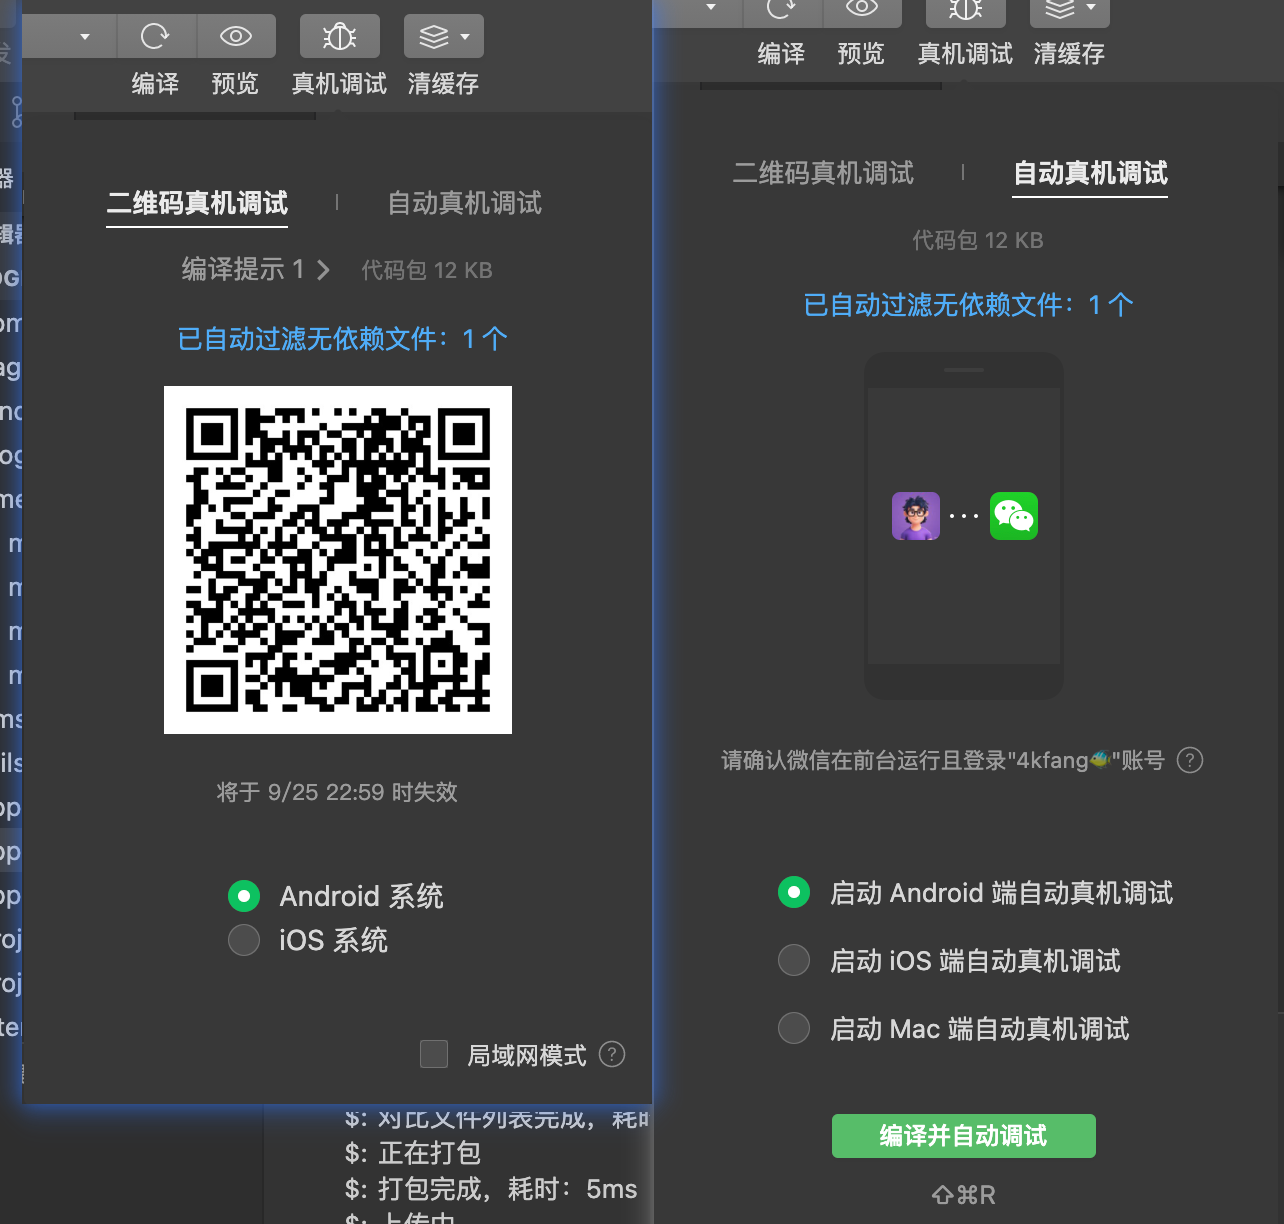 编译
预览
真机调试
清缓存
二维码真机调试
自动真机调试
编译提示 1
代码包 12 KB
已自动过滤无依赖文件：1 个
将于 9/25 22:59 时失效
Android 系统
iOS 系统
局域网模式
?
$: 对比文件列表完成，耗时
$: 正在打包
$: 打包完成，耗时：5ms
$: 上传中
编译
预览
真机调试
清缓存
二维码真机调试
自动真机调试
代码包 12 KB
已自动过滤无依赖文件：1 个
请确认微信在前台运行且登录"4kfang🐠"账号 ?
启动 Android 端自动真机调试
启动 iOS 端自动真机调试
启动 Mac 端自动真机调试
编译并自动调试
⇧⌘R